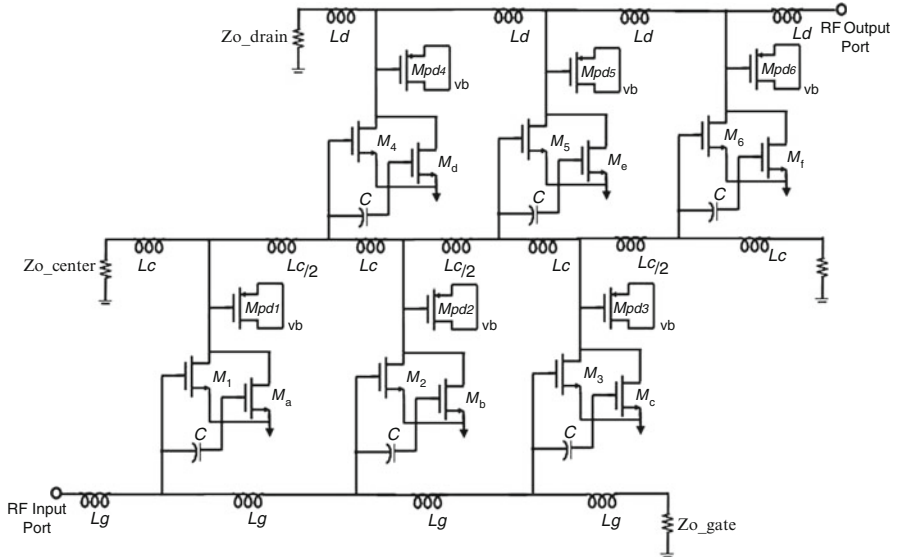 Zo_drain
Ld
Ld
Ld
Ld
RF Output
Port
Mpd4
vb
Mpd5
vb
Mpd6
vb
M4
Md
C
M5
Me
C
M6
Mf
C
Zo_center
Lc
Lc/2
Lc
Lc/2
Lc
Lc/2
Lc
Mpd1
vb
Mpd2
vb
Mpd3
vb
M1
Ma
C
M2
Mb
C
M3
Mc
C
RF Input
Port
Lg
Lg
Lg
Lg
Zo_gate